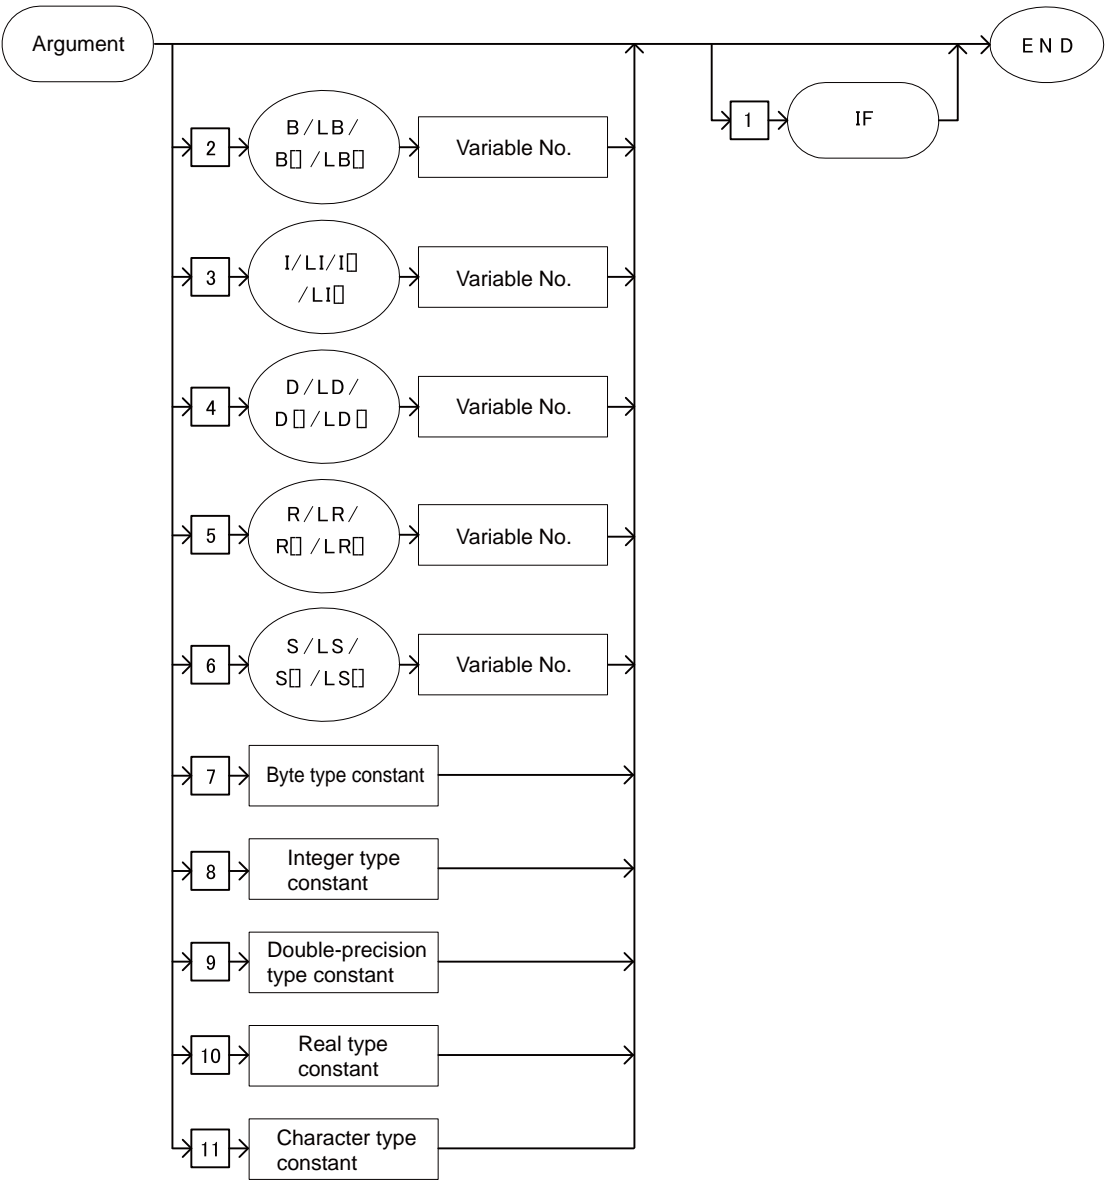 Argument
E N D
1
IF
2
B/LB/
B[] /LB[]
Variable No.
3
I/LI/I[]
/LI[]
Variable No.
4
D/LD/
D[]/LD[]
Variable No.
5
R/LR/
R[] /LR[]
Variable No.
6
S/LS/
S[] /LS[]
Variable No.
7
Byte type constant
8
Integer type
constant
9
Double-precision
type constant
10
Real type
constant
11
Character type
constant